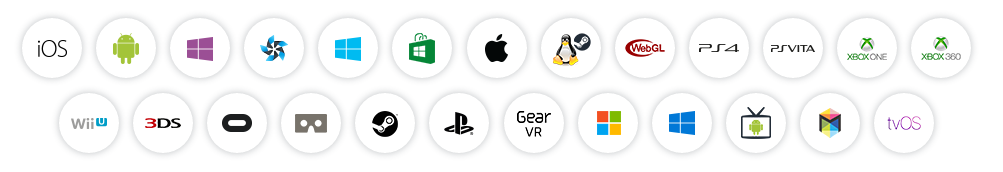 iOS
WebGL
PS4
PSVITA
XBOX ONE
XBOX 360
Wii U
3DS
Gear
VR
tvOS